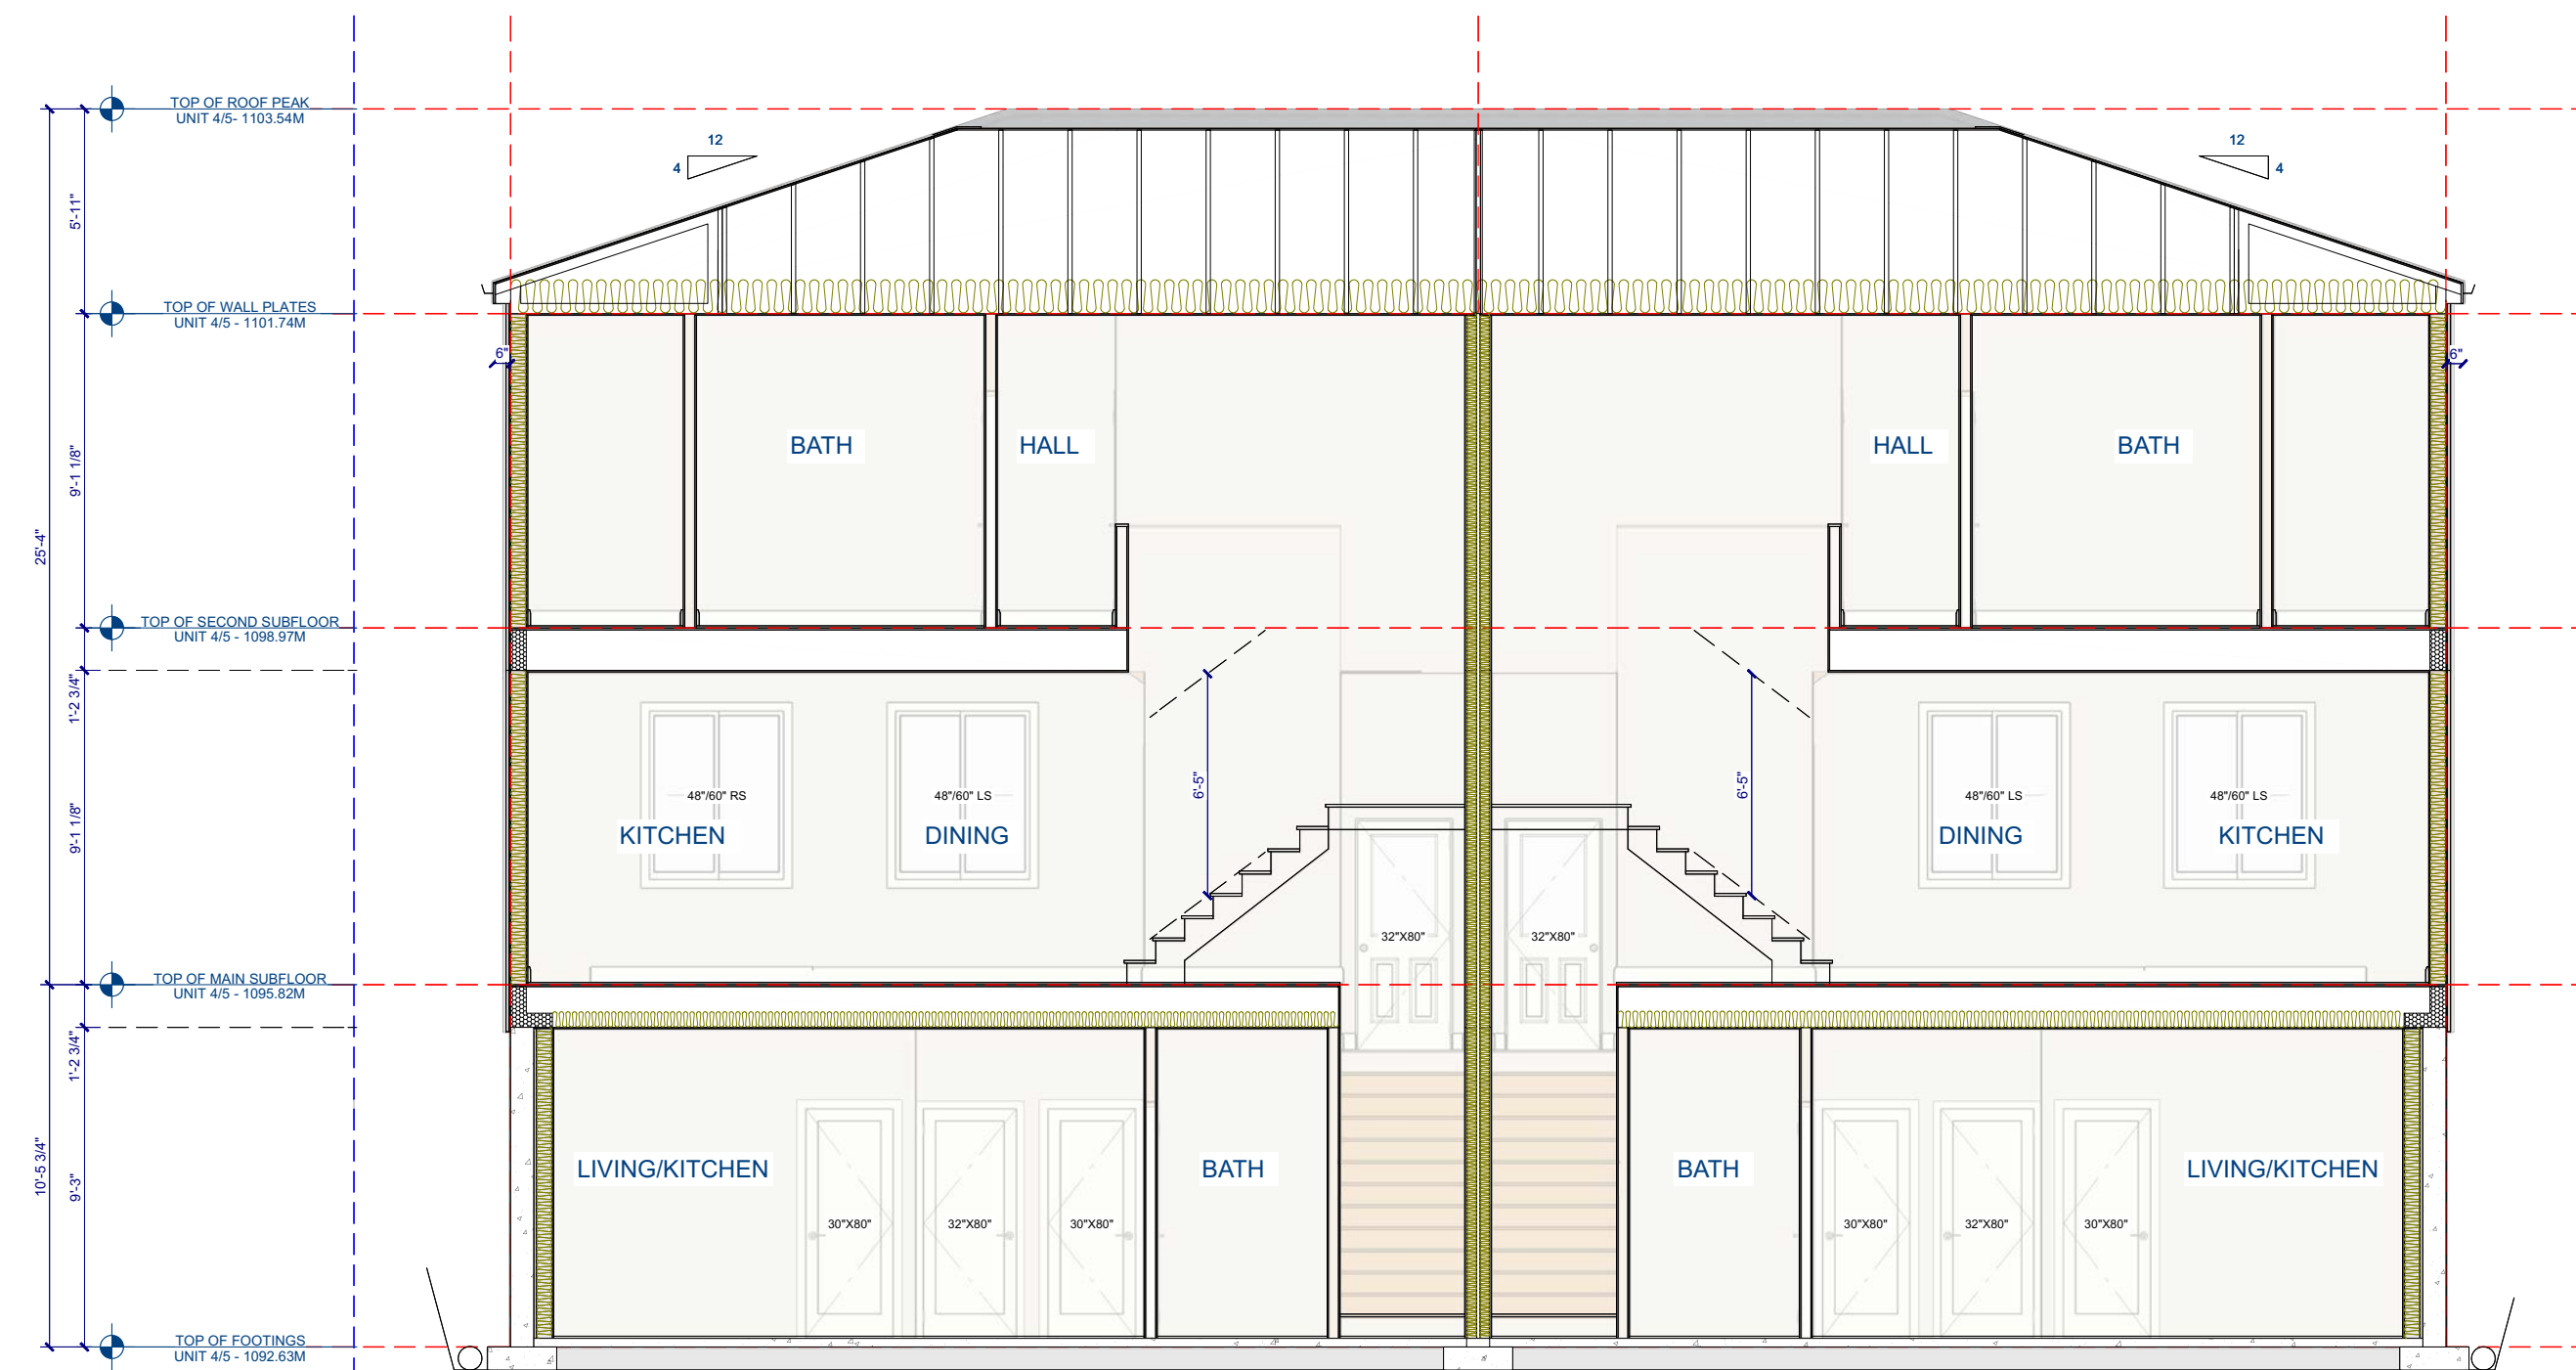 TOP OF ROOF PEAK
UNIT 4/5- 1103.54M
12
4
12
4
5'-11"
TOP OF WALL PLATES
UNIT 4/5 - 1101.74M
6"
6"
9'-1 1/8"
BATH
HALL
HALL
BATH
25'-4"
TOP OF SECOND SUBFLOOR
UNIT 4/5 - 1098.97M
1'-2 3/4"
6'-5"
6'-5"
48"/60" RS
48"/60" LS
48"/60" LS
48"/60" LS
9'-1 1/8"
KITCHEN
DINING
DINING
KITCHEN
32"X80"
32"X80"
TOP OF MAIN SUBFLOOR
UNIT 4/5 - 1095.82M
1'-2 3/4"
10'-5 3/4"
9'-3"
LIVING/KITCHEN
BATH
BATH
LIVING/KITCHEN
30"X80"
32"X80"
30"X80"
30"X80"
32"X80"
30"X80"
TOP OF FOOTINGS
UNIT 4/5 - 1092.63M